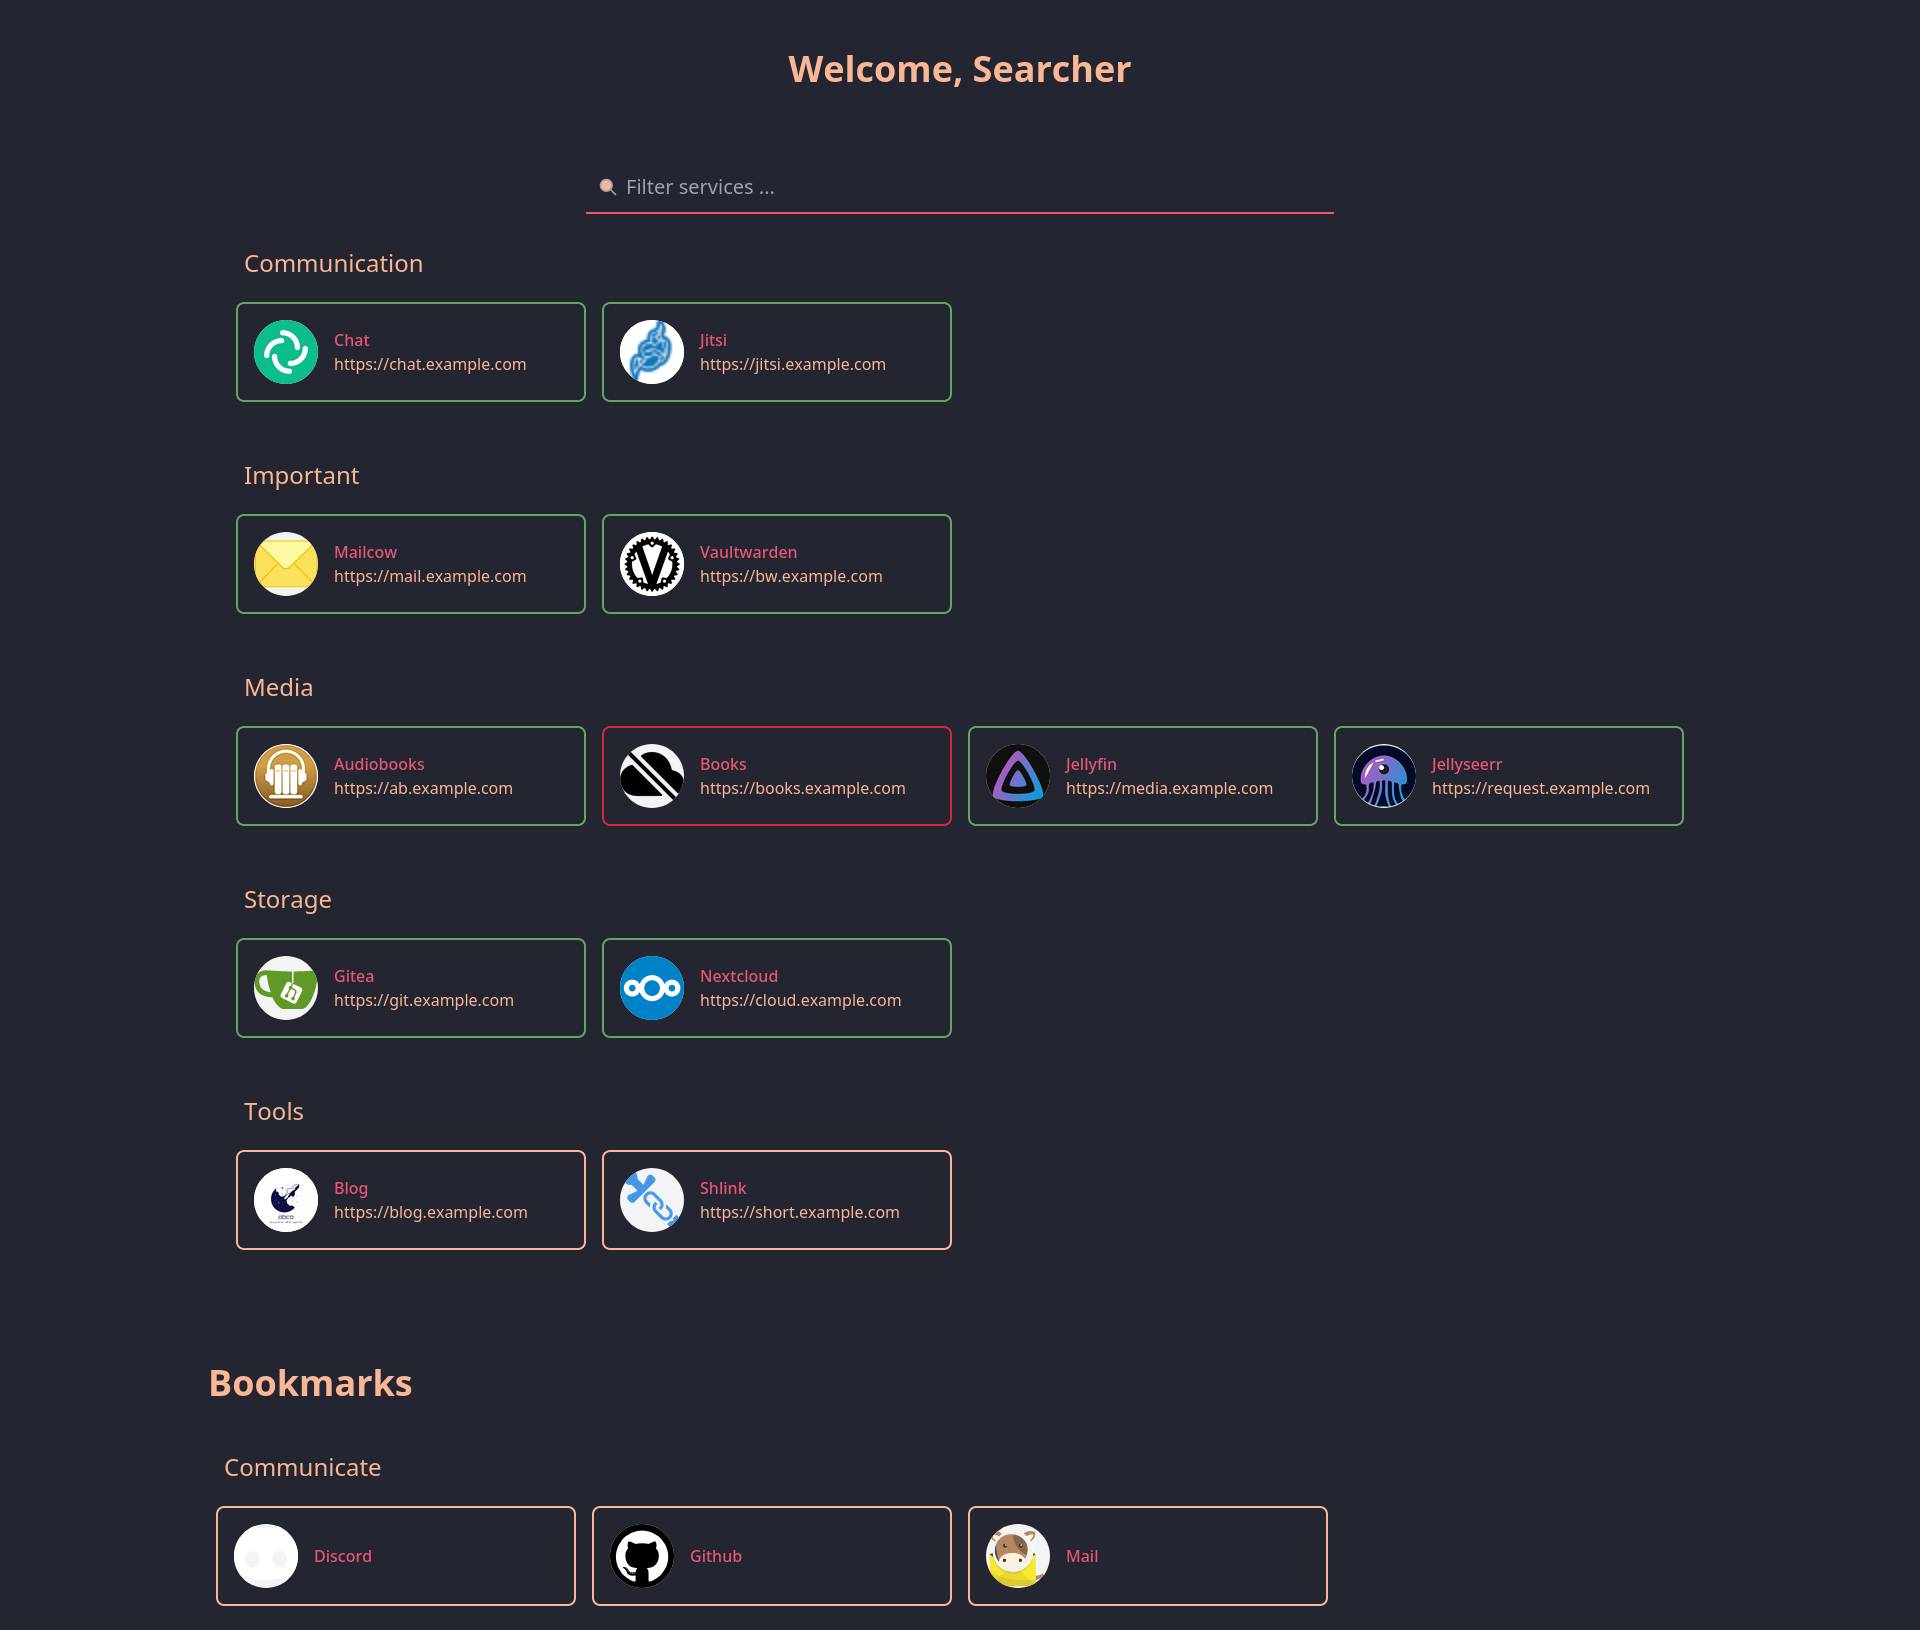 Welcome, Searcher
Filter services ...
Communication
Chat
https://chat.example.com
Jitsi
https://jitsi.example.com
Important
Mailcow
https://mail.example.com
Vaultwarden
https://bw.example.com
Media
Audiobooks
https://ab.example.com
Books
https://books.example.com
Jellyfin
https://media.example.com
Jellyseerr
https://request.example.com
Storage
Gitea
https://git.example.com
Nextcloud
https://cloud.example.com
Tools
Blog
https://blog.example.com
Shlink
https://short.example.com
Bookmarks
Communicate
Discord
Github
Mail